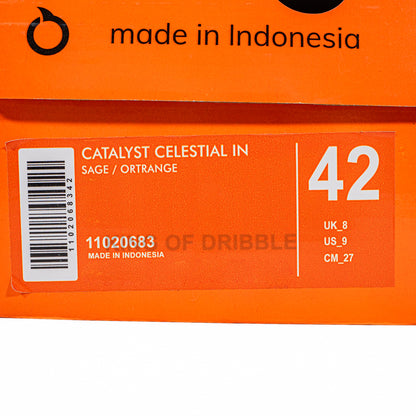 made in Indonesia
CATALYST CELESTIAL IN
SAGE / ORTRANGE
42
UK_8
US_9
CM_27
11020683
OF DRIBBLE
MADE IN INDONESIA
1102068342